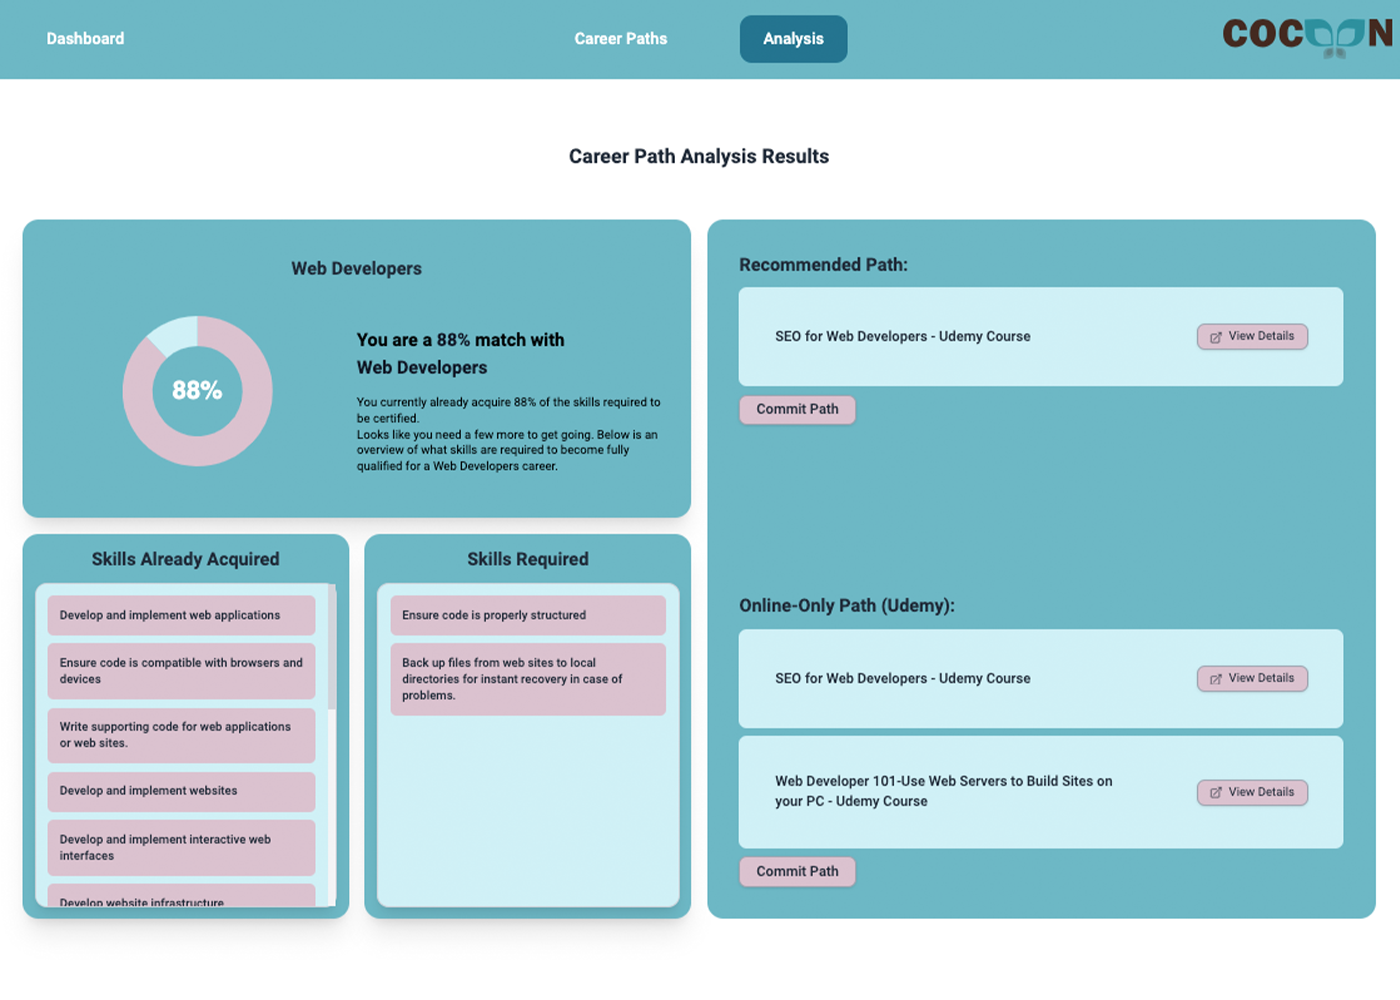 Dashboard
Career Paths
Analysis
COCOON
Career Path Analysis Results
Web Developers
88%
You are a 88% match with
Web Developers
You currently already acquire 88% of the skills required to
be certified.
Looks like you need a few more to get going. Below is an
overview of what skills are required to become fully
qualified for a Web Developers career.
Skills Already Acquired
Develop and implement web applications
Ensure code is compatible with browsers and
devices
Write supporting code for web applications
or web sites.
Develop and implement websites
Develop and implement interactive web
interfaces
Develop website infrastructure
Skills Required
Ensure code is properly structured
Back up files from web sites to local
directories for instant recovery in case of
problems.
Recommended Path:
SEO for Web Developers - Udemy Course
View Details
Commit Path
Online-Only Path (Udemy):
SEO for Web Developers - Udemy Course
View Details
Web Developer 101-Use Web Servers to Build Sites on
your PC - Udemy Course
View Details
Commit Path